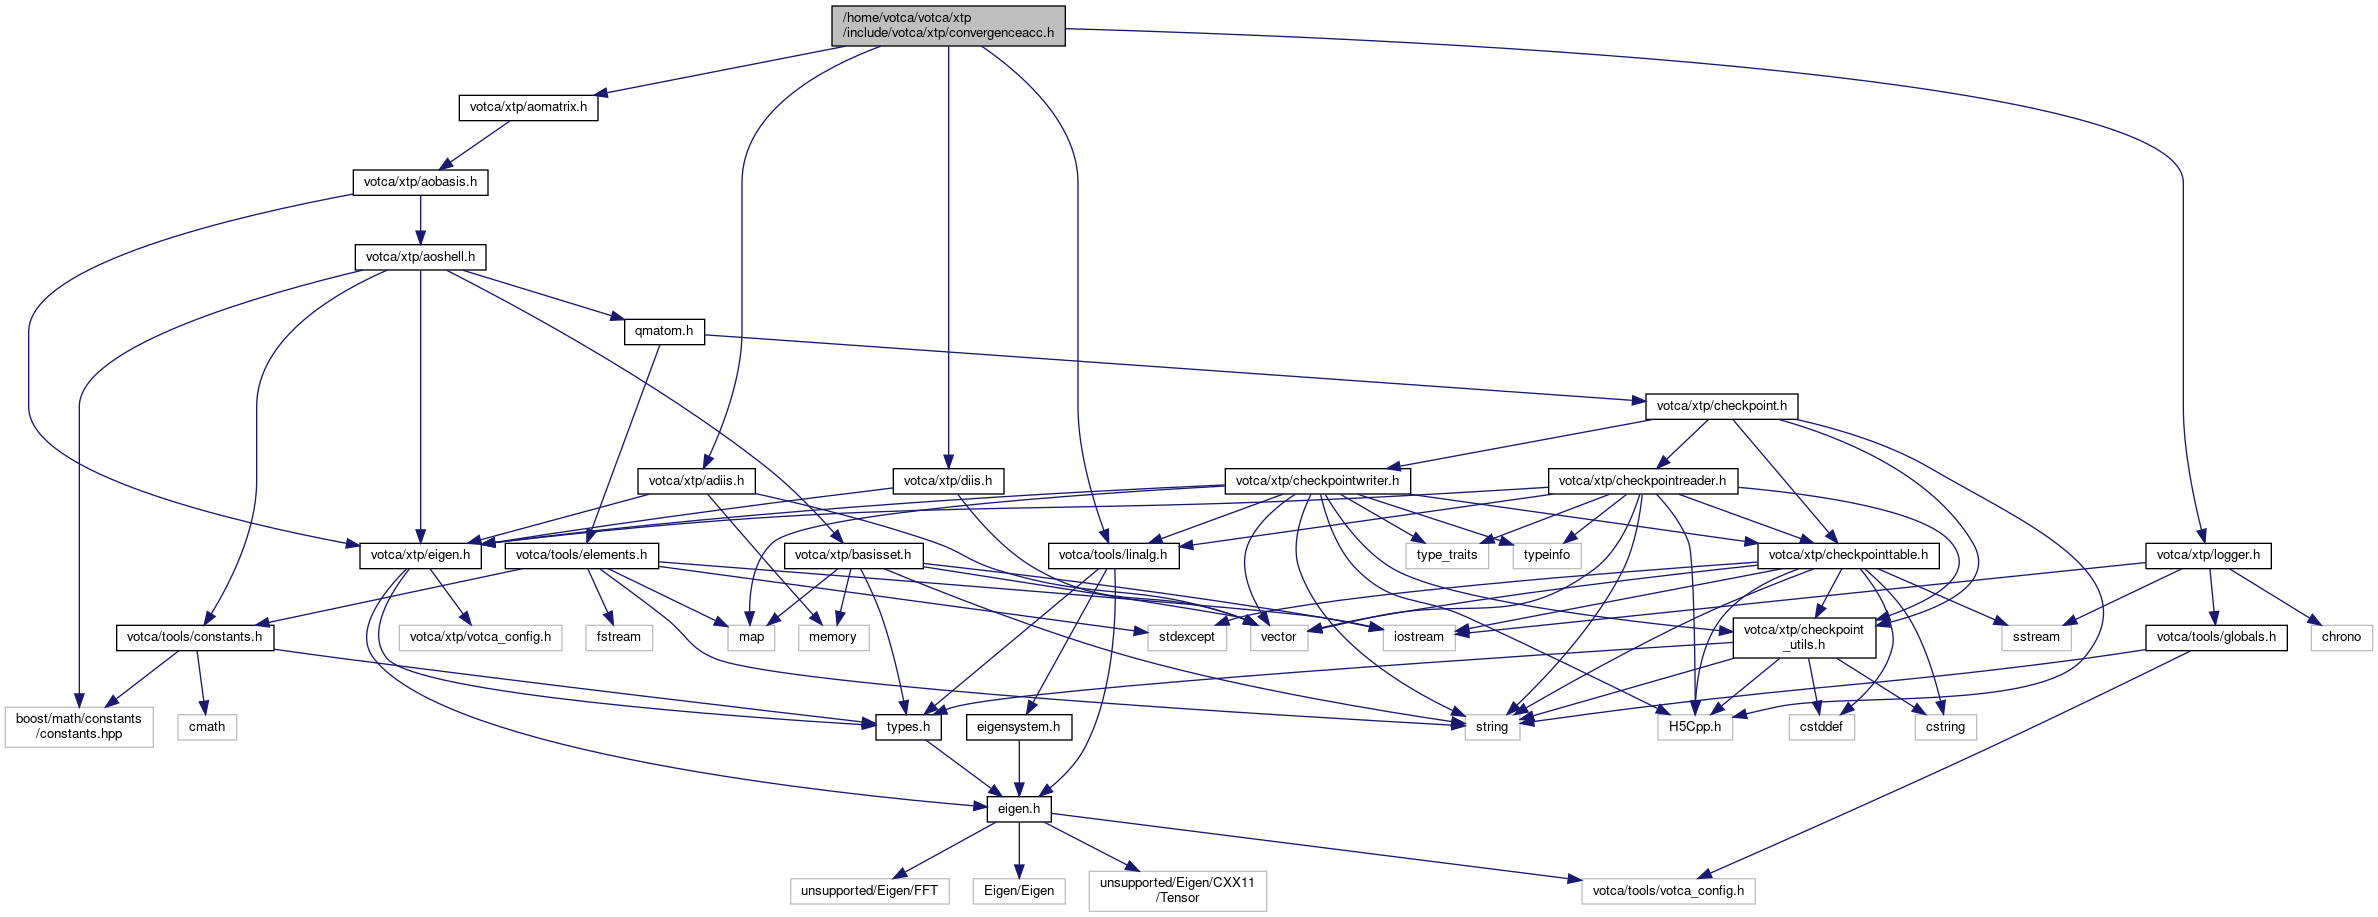 /home/votca/votca/xtp
/include/votca/xtp/convergenceacc.h
votca/xtp/aomatrix.h
votca/xtp/aobasis.h
votca/xtp/aoshell.h
qmatom.h
votca/xtp/checkpoint.h
votca/xtp/adiis.h
votca/xtp/diis.h
votca/xtp/checkpointwriter.h
votca/xtp/checkpointreader.h
votca/xtp/eigen.h
votca/tools/elements.h
votca/xtp/basisset.h
votca/tools/linalg.h
type_traits
typeinfo
votca/xtp/checkpointtable.h
votca/xtp/logger.h
votca/tools/constants.h
votca/xtp/votca_config.h
fstream
map
memory
stdexcept
vector
iostream
votca/xtp/checkpoint
_utils.h
sstream
votca/tools/globals.h
chrono
boost/math/constants
/constants.hpp
cmath
types.h
eigensystem.h
string
H5Cpp.h
cstddef
cstring
eigen.h
unsupported/Eigen/FFT
Eigen/Eigen
unsupported/Eigen/CXX11
/Tensor
votca/tools/votca_config.h